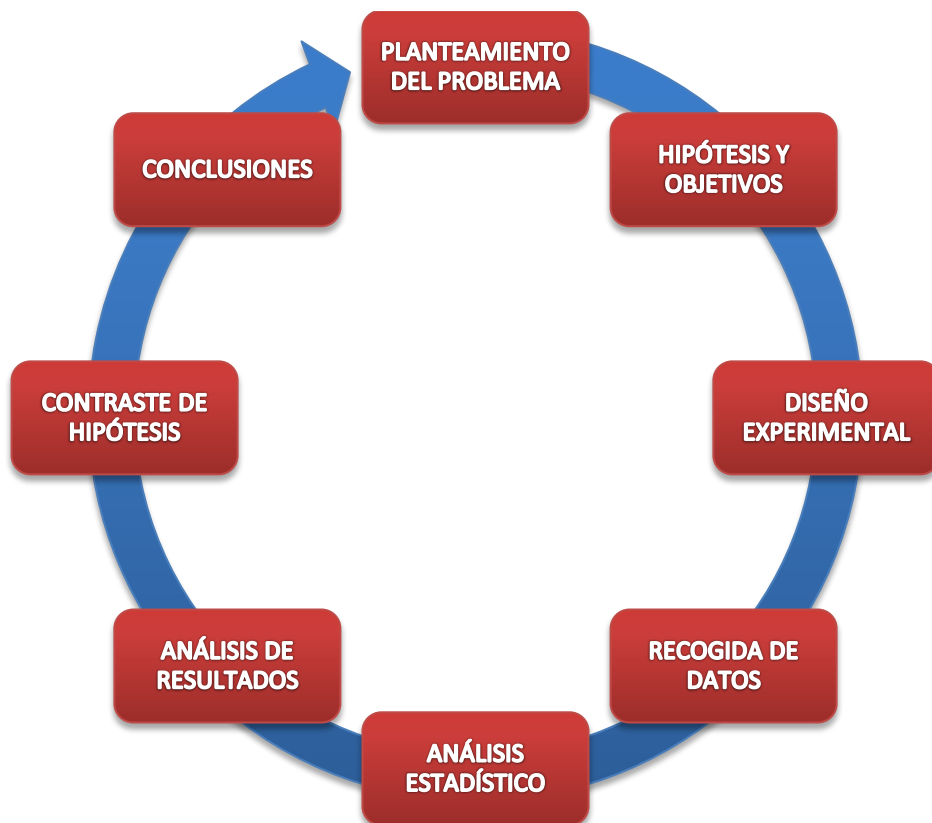 PLANTEAMIENTO
DEL PROBLEMA
HIPÓTESIS Y
OBJETIVOS
DISEÑO
EXPERIMENTAL
RECOGIDA DE
DATOS
ANÁLISIS
ESTADÍSTICO
ANÁLISIS DE
RESULTADOS
CONTRASTE DE
HIPÓTESIS
CONCLUSIONES